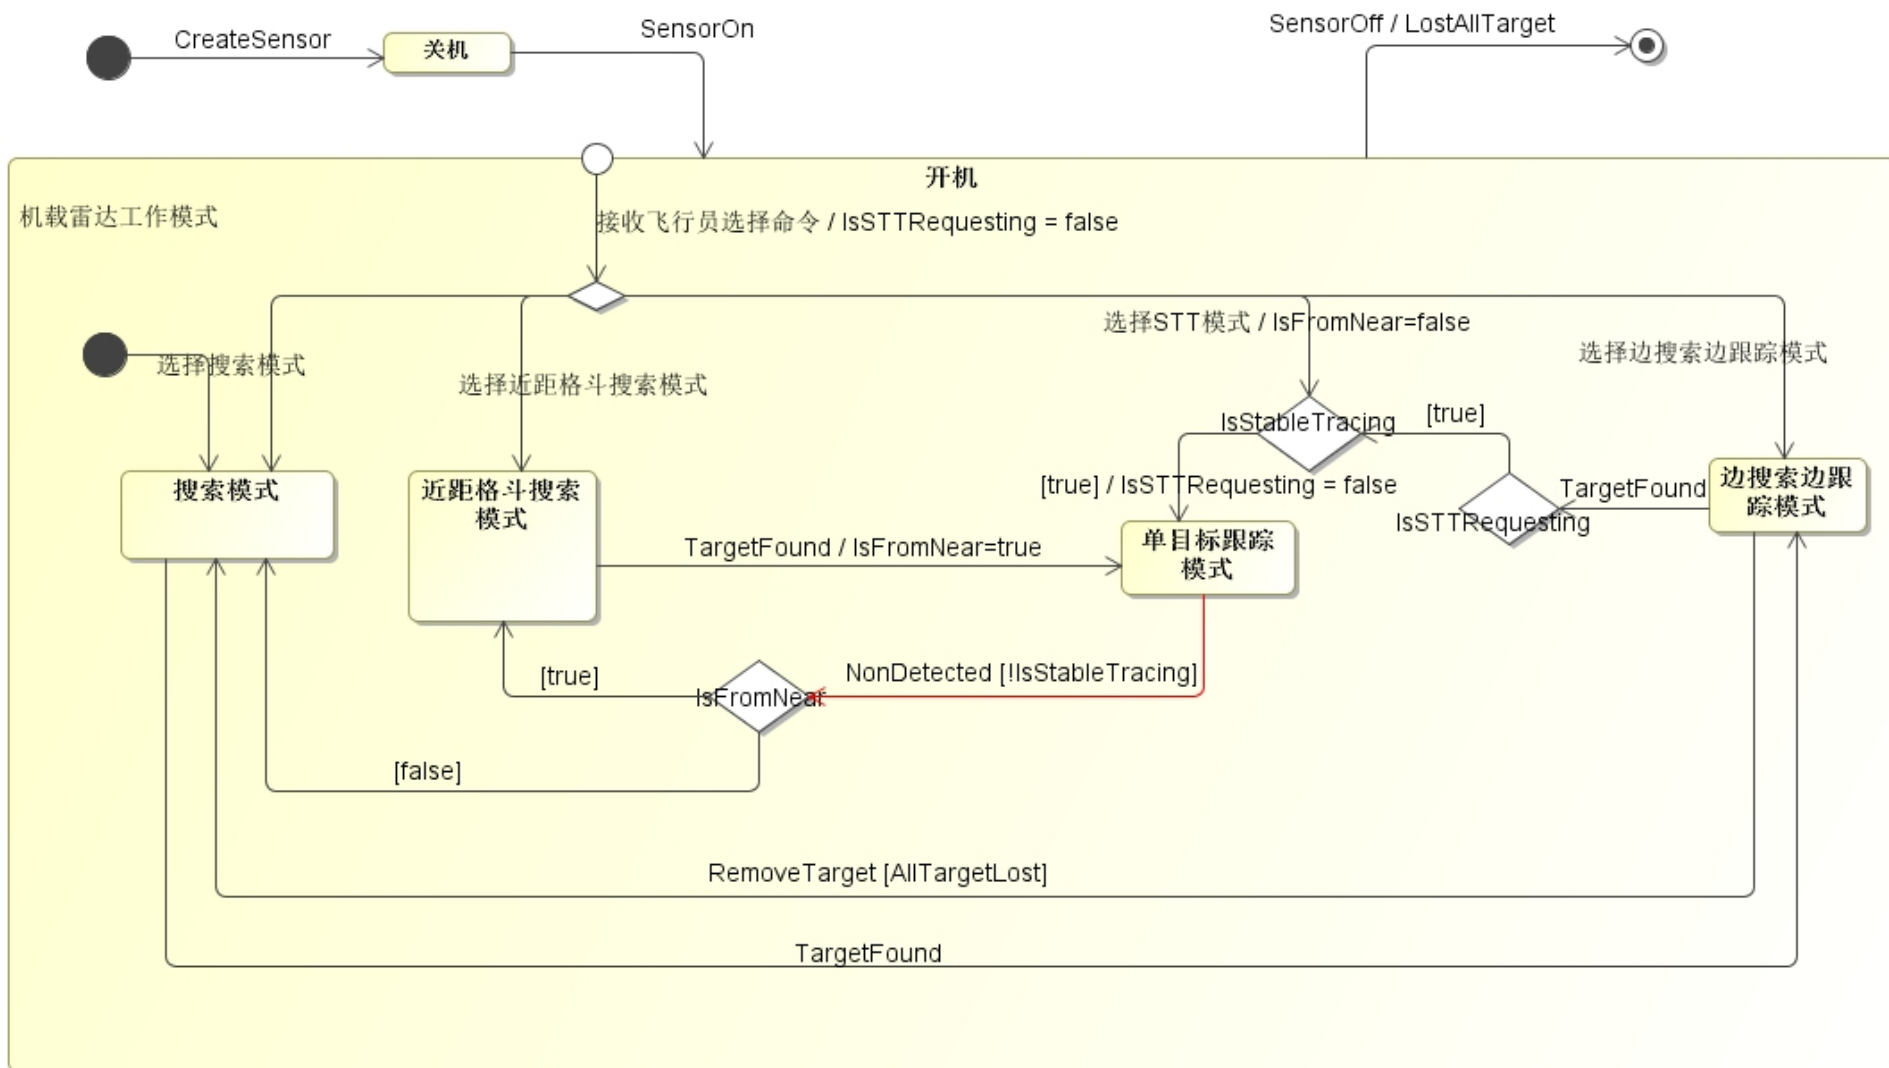 CreateSensor
关机
SensorOn
SensorOff / LostAllTarget
开机
机载雷达工作模式
接收飞行员选择命令 / IsSTTRequesting = false
选择STT模式 / IsFromNear=false
选择搜索模式
选择近距格斗搜索模式
选择边搜索边跟踪模式
IsStableTracing
[true]
搜索模式
近距格斗搜索
模式
[true] / IsSTTRequesting = false
TargetFound
IsSTTRequesting
边搜索边跟
踪模式
TargetFound / IsFromNear=true
单目标跟踪
模式
[true]
IsFromNear
NonDetected [!IsStableTracing]
[false]
RemoveTarget [AllTargetLost]
TargetFound